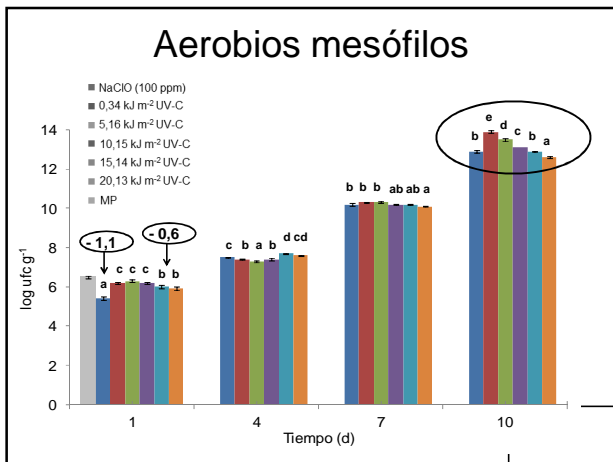 Aerobios mesófilos
NaClO (100 ppm)
0,34 kJ m-2 UV-C
5,16 kJ m-2 UV-C
10,15 kJ m-2 UV-C
15,14 kJ m-2 UV-C
20,13 kJ m-2 UV-C
MP
- 1,1
- 0,6
a c c c b b
c b a b d cd
b b b ab ab a
b e d c b a
log ufc g-1
14
12
10
8
6
4
2
0
1 4 7 10
Tiempo (d)